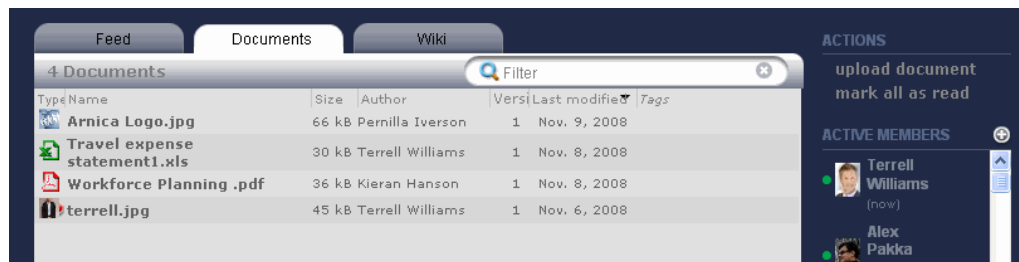 Feed Documents Wiki
4 Documents Filter
Type Name Size Author Versi Last modified Tags
Arnica Logo.jpg 66 kB Pernilla Iverson 1 Nov. 9, 2008
Travel expense
statement1.xls 30 kB Terrell Williams 1 Nov. 8, 2008
Workforce Planning .pdf 36 kB Kieran Hanson 1 Nov. 8, 2008
terrell.jpg 45 kB Terrell Williams 1 Nov. 6, 2008
ACTIONS
upload document
mark all as read
ACTIVE MEMBERS
Terrell
Williams
(now)
Alex
Pakka